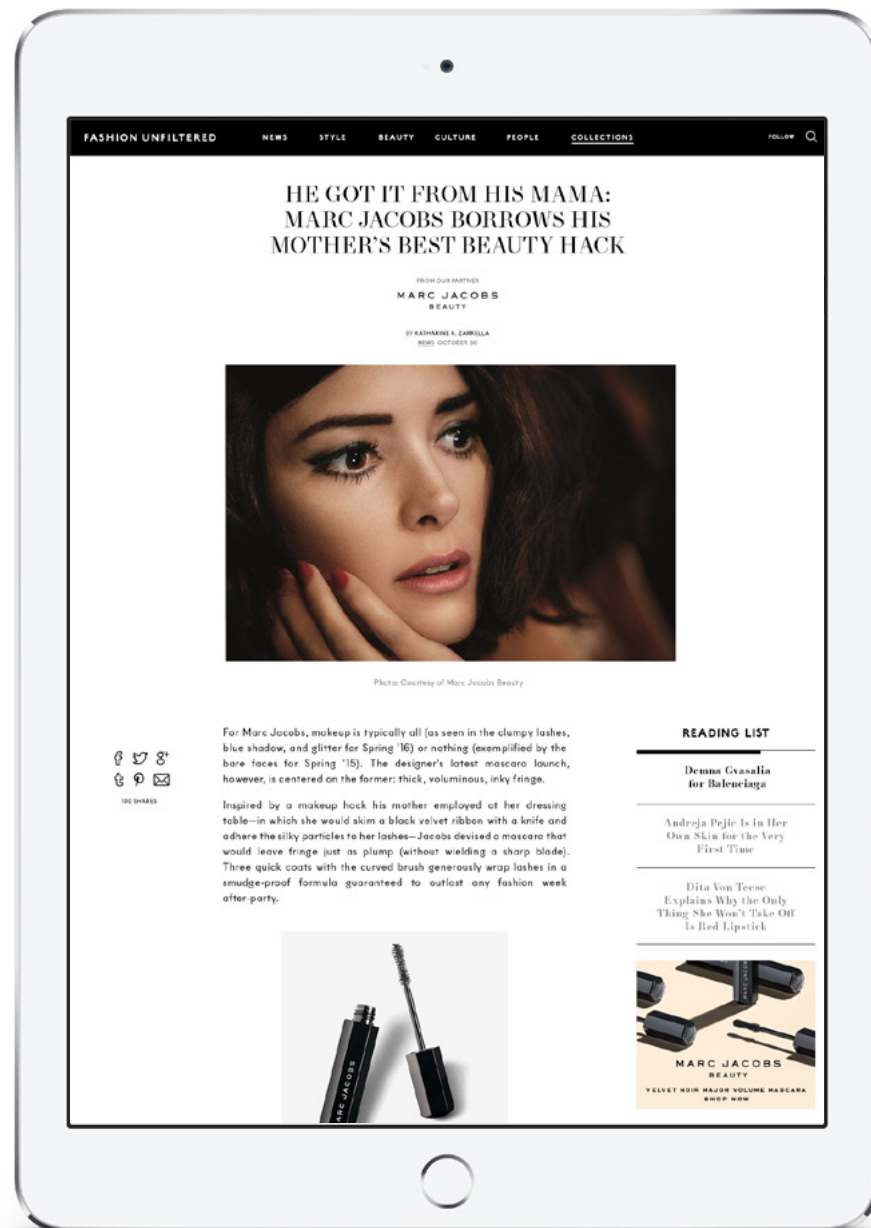 FASHION UNFILTERED
NEWS
STYLE
BEAUTY
CULTURE
PEOPLE
COLLECTIONS
FOLLOW
HE GOT IT FROM HIS MAMA:
MARC JACOBS BORROWS HIS
MOTHER'S BEST BEAUTY HACK
FROM OUR PARTNER
MARC JACOBS
BEAUTY
BY KATHARINE K. ZARRELLA
NEWS OCTOBER 30
Photo: Courtesy of Marc Jacobs Beauty
For Marc Jacobs, makeup is typically all (as seen in the clumpy lashes,
blue shadow, and glitter for Spring '16) or nothing (exemplified by the
bare faces for Spring '15). The designer's latest mascara launch,
however, is centered on the former: thick, voluminous, inky fringe.
Inspired by a makeup hack his mother employed at her dressing
table—in which she would skim a black velvet ribbon with a knife and
adhere the silky particles to her lashes—Jacobs devised a mascara that
would leave fringe just as plump (without wielding a sharp blade).
Three quick coats with the curved brush generously wrap lashes in a
smudge-proof formula guaranteed to outlast any fashion week
after-party.
SHARES
READING LIST
Demna Gvasalia
for Balenciaga
Andreja Pejic Is in Her
Own Skin for the Very
First Time
Dita Von Teese
Explains Why the Only
Thing She Won't Take Off
Is Red Lipstick
MARC JACOBS
MARC JACOBS
BEAUTY
VELVET NOIR MAJOR VOLUME MASCARA
SHOP NOW
ARC JACOBS